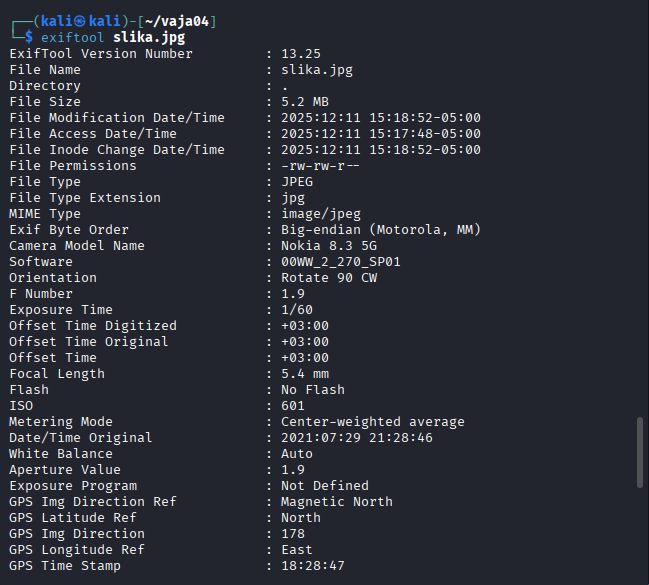 ┌──(kali㉿kali)-[~/vaja04]
└─$ exiftool slika.jpg
ExifTool Version Number         : 13.25
File Name                       : slika.jpg
Directory                       : .
File Size                       : 5.2 MB
File Modification Date/Time     : 2025:12:11 15:18:52-05:00
File Access Date/Time           : 2025:12:11 15:17:48-05:00
File Inode Change Date/Time     : 2025:12:11 15:18:52-05:00
File Permissions                : -rw-rw-r--
File Type                       : JPEG
File Type Extension             : jpg
MIME Type                       : image/jpeg
Exif Byte Order                 : Big-endian (Motorola, MM)
Camera Model Name               : Nokia 8.3 5G
Software                        : 00WW_2_270_SP01
Orientation                     : Rotate 90 CW
F Number                        : 1.9
Exposure Time                   : 1/60
Offset Time Digitized           : +03:00
Offset Time Original            : +03:00
Offset Time                     : +03:00
Focal Length                    : 5.4 mm
Flash                           : No Flash
ISO                             : 601
Metering Mode                   : Center-weighted average
Date/Time Original              : 2021:07:29 21:28:46
White Balance                   : Auto
Aperture Value                  : 1.9
Exposure Program                : Not Defined
GPS Img Direction Ref           : Magnetic North
GPS Latitude Ref                : North
GPS Img Direction               : 178
GPS Longitude Ref               : East
GPS Time Stamp                  : 18:28:47